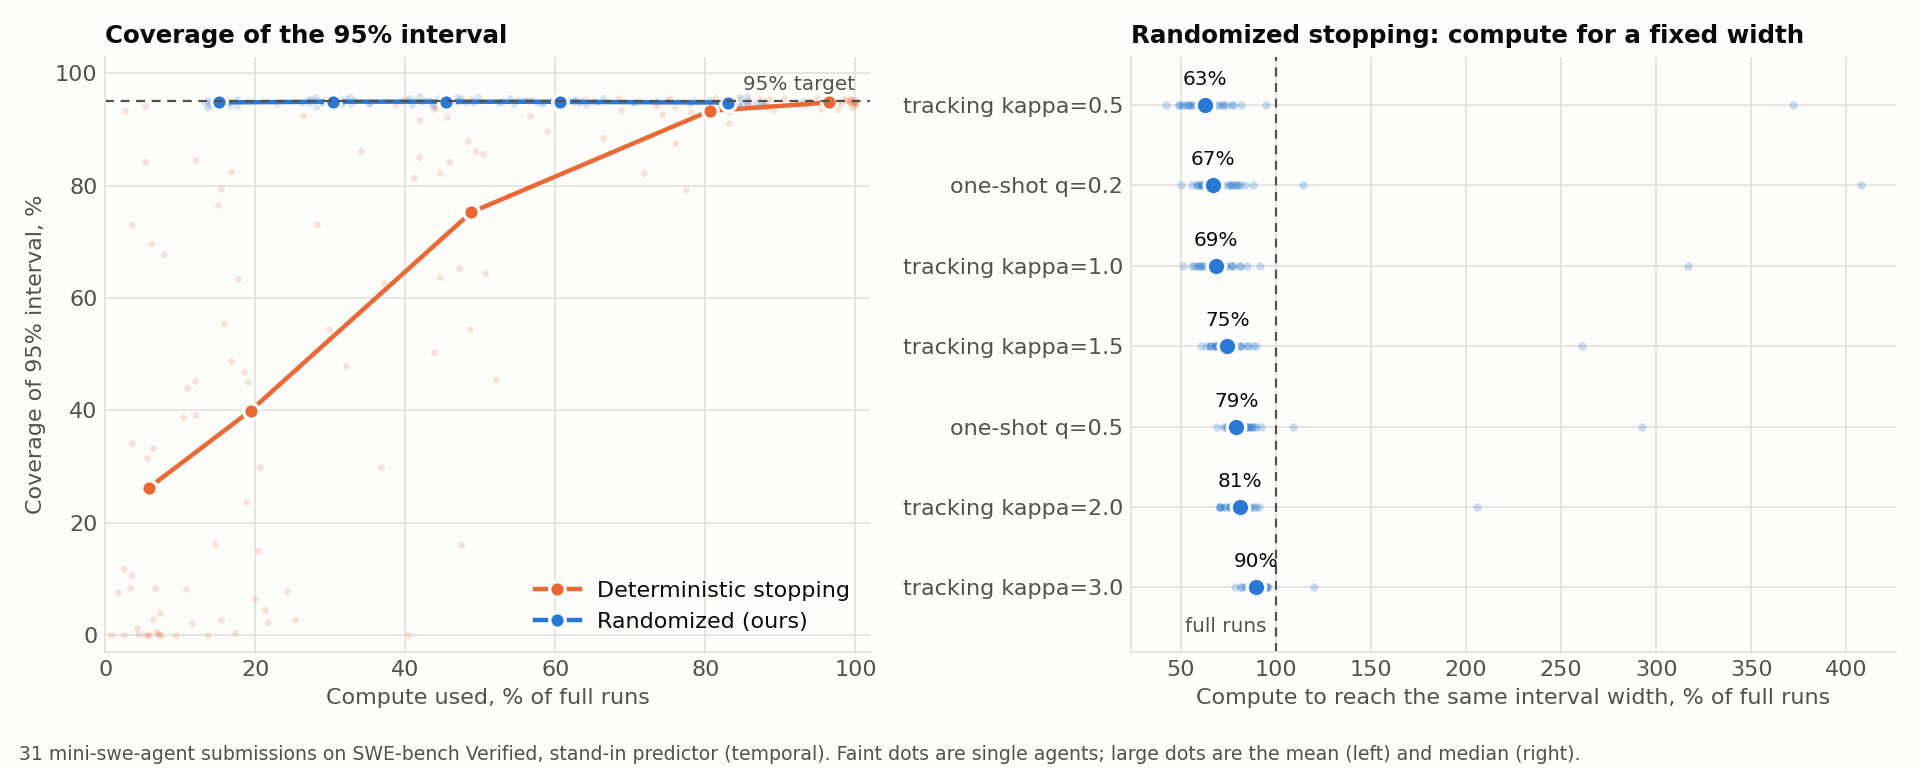 Coverage of the 95% interval
100
80
60
40
20
0
Coverage of 95% interval, %
95% target
Deterministic stopping
Randomized (ours)
0 20 40 60 80 100
Compute used, % of full runs
Randomized stopping: compute for a fixed width
tracking kappa=0.5
63%
one-shot q=0.2
67%
tracking kappa=1.0
69%
tracking kappa=1.5
75%
one-shot q=0.5
79%
tracking kappa=2.0
81%
tracking kappa=3.0
90%
full runs
50 100 150 200 250 300 350 400
Compute to reach the same interval width, % of full runs
31 mini-swe-agent submissions on SWE-bench Verified, stand-in predictor (temporal). Faint dots are single agents; large dots are the mean (left) and median (right).